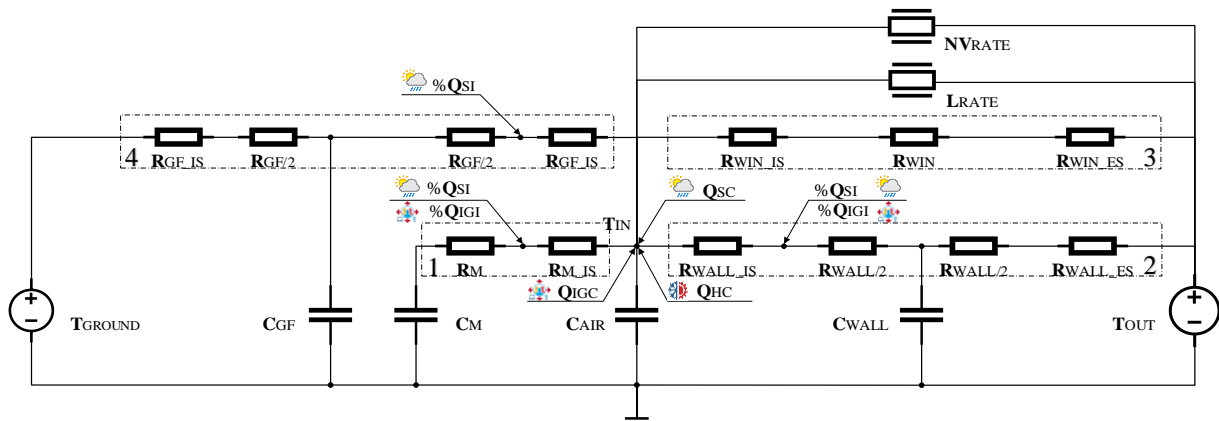 NVRATE
%QSI
LRATE
4 RGF_IS RGF/2 RGF/2 RGF_IS RWIN_IS RWIN RWIN_ES 3
%QSI QSC %QSI
%QIGI TIN %QIGI
1 RM RM_IS RWALL_IS RWALL/2 RWALL/2 RWALL_ES 2
QIGC QHC
TGROUND CGF CM CAIR CWALL TOUT